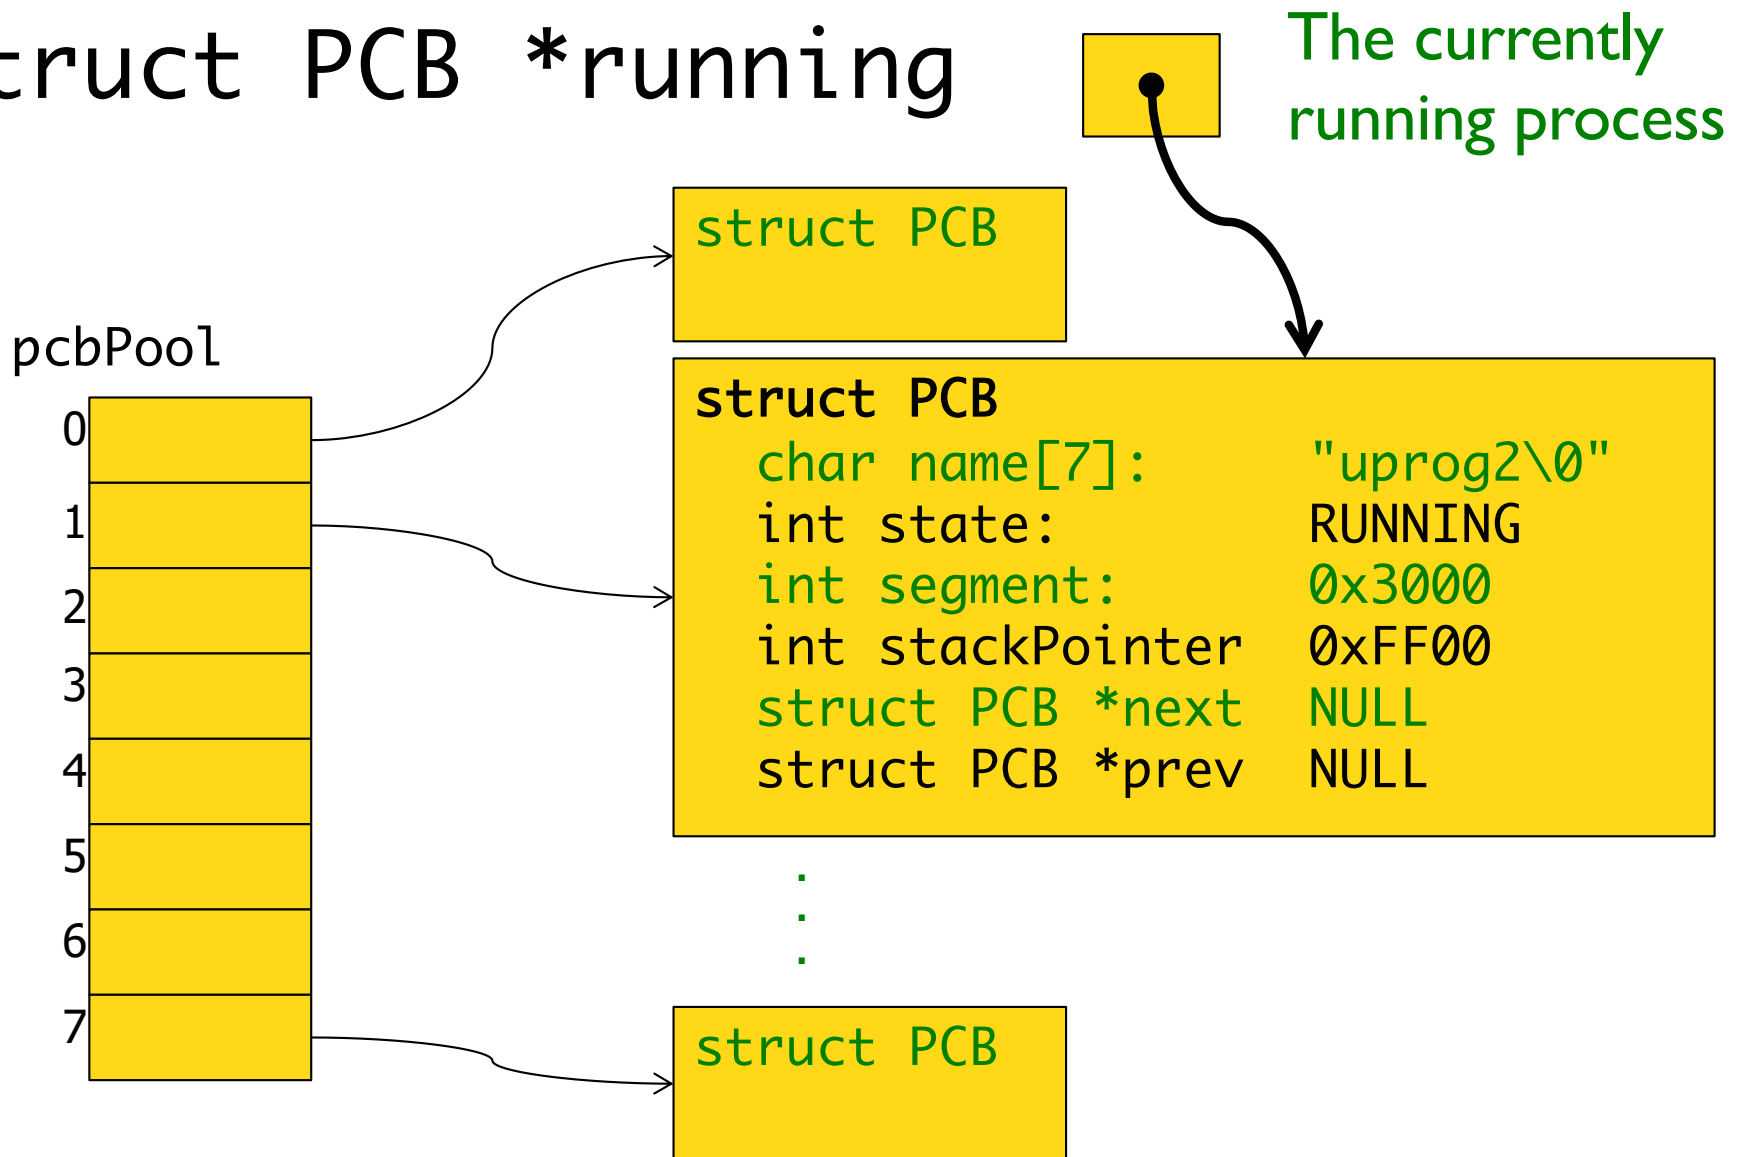 truct PCB *running
The currently
running process
struct PCB
pcbPool
0
1
2
3
4
5
6
7
struct PCB
char name[7]: "uprog2\0"
int state: RUNNING
int segment: 0x3000
int stackPointer 0xFF00
struct PCB *next NULL
struct PCB *prev NULL
.
.
.
struct PCB